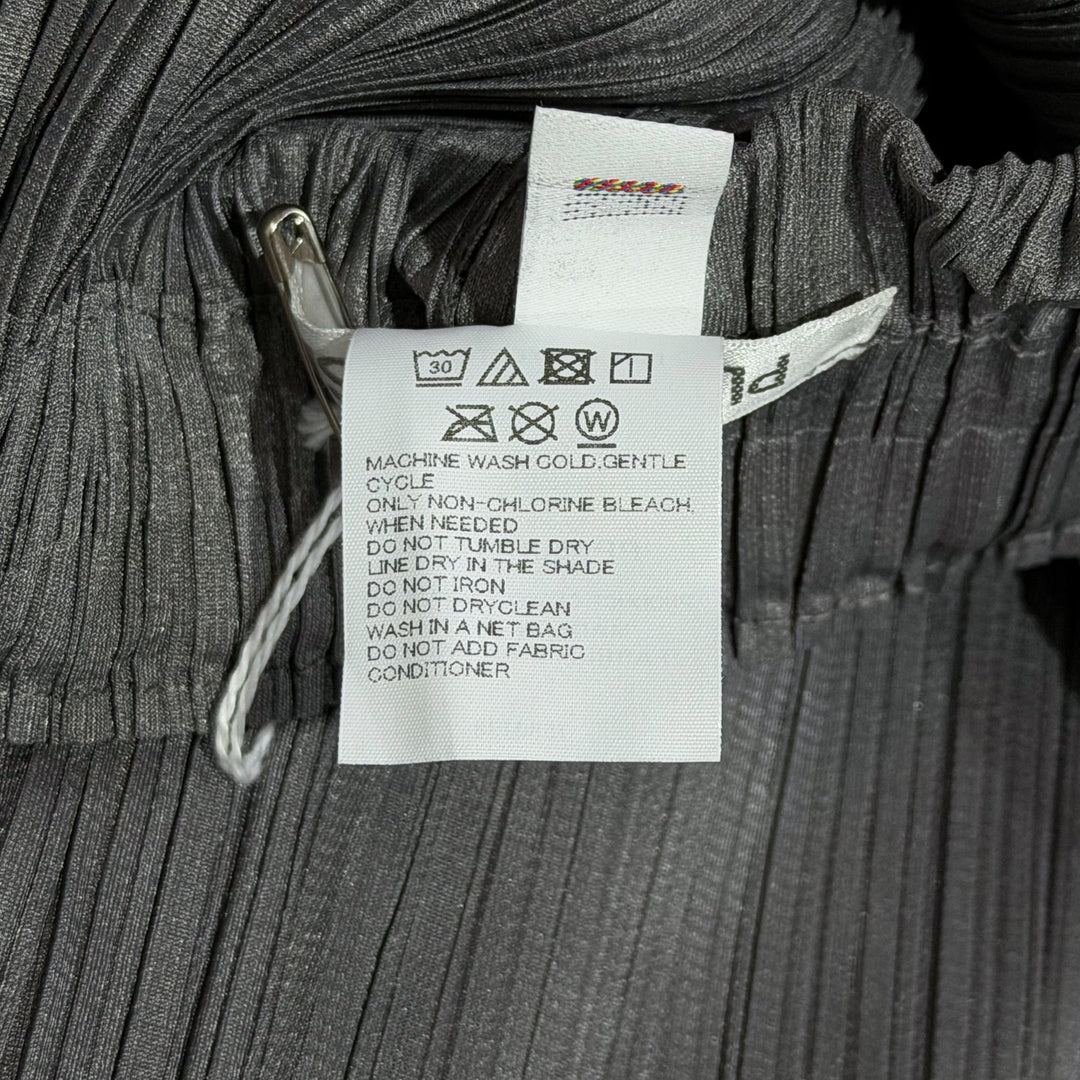 30
W
MACHINE WASH COLD.GENTLE
CYCLE
ONLY NON-CHLORINE BLEACH.
WHEN NEEDED
DO NOT TUMBLE DRY
LINE DRY IN THE SHADE
DO NOT IRON
DO NOT DRYCLEAN
WASH IN A NET BAG
DO NOT ADD FABRIC
CONDITIONER